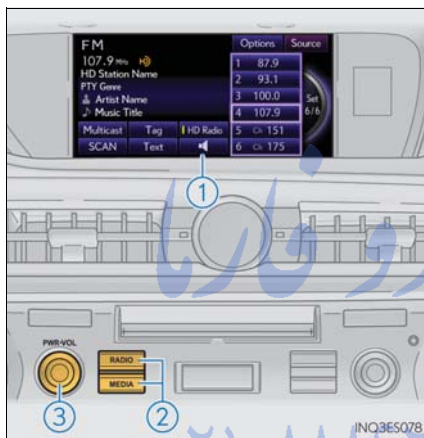 FM
Options
Source
107.9 MHz HD)
HD Station Name
PTY Genre
Artist Name
Music Title
1 87.9
2 93.1
3 100.0
4 107.9
5 Ch 151
6 Ch 175
Set
6/6
Multicast
Tag
HD Radio
SCAN
Text
1
PWR·VOL
RADIO
MEDIA
3
2
INQ3ES078